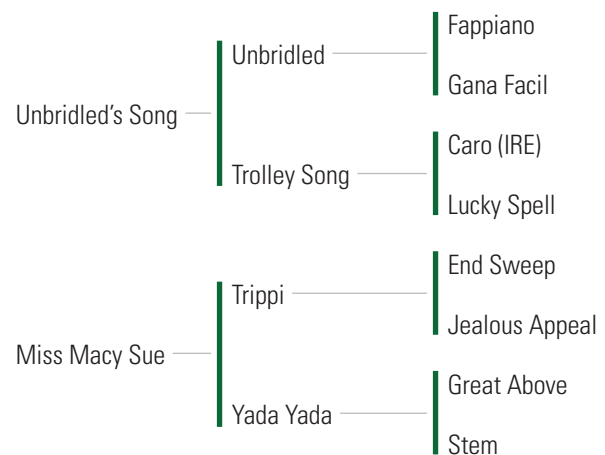 Fappiano
Unbridled
Gana Facil
Unbridled's Song
Caro (IRE)
Trolley Song
Lucky Spell
End Sweep
Trippi
Jealous Appeal
Miss Macy Sue
Great Above
Yada Yada
Stem